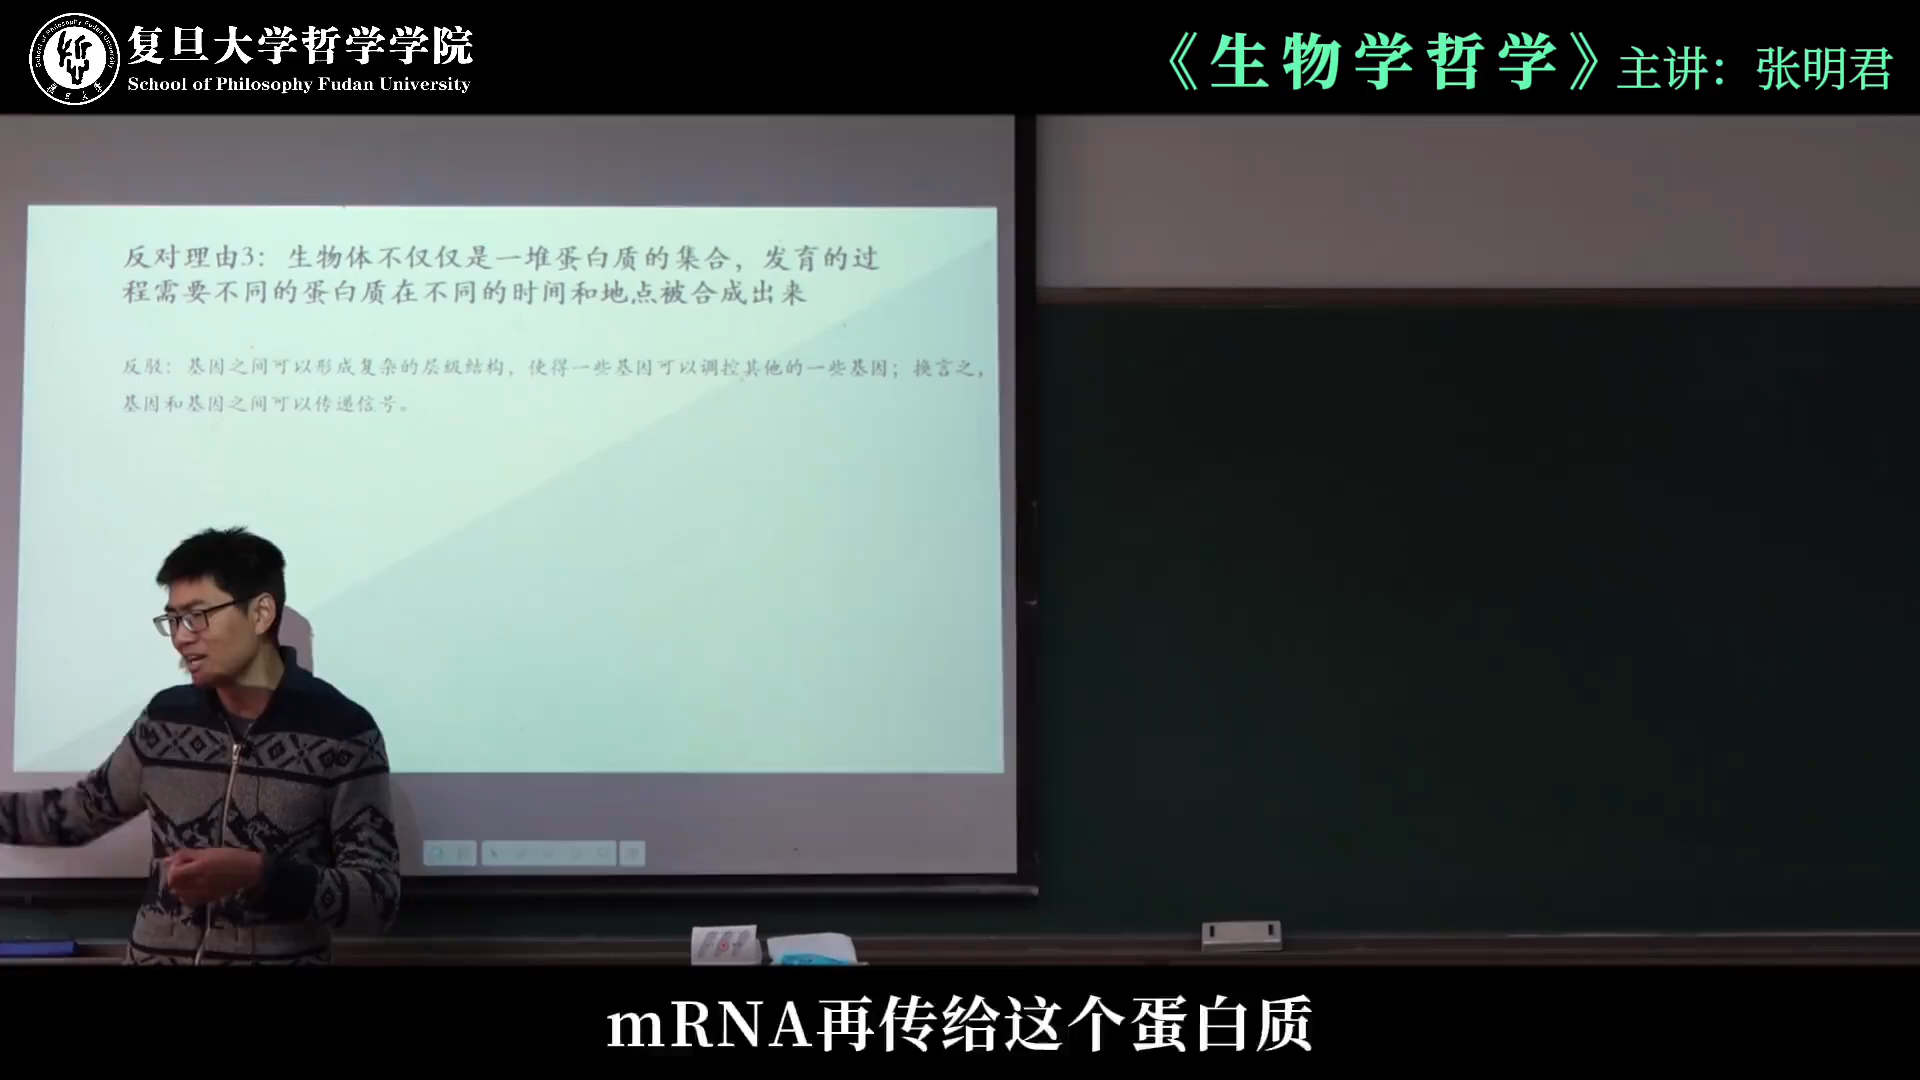 复旦大学哲学学院
School of Philosophy Fudan University
《生物学哲学》主讲：张明君
反对理由3：生物体不仅仅是一堆蛋白质的集合，发育的过
程需要不同的蛋白质在不同的时间和地点被合成出来
反驳：基因之间可以形成复杂的层级结构，使得一些基因可以调控其他的一些基因；换言之，
基因和基因之间可以传递信号。
mRNA再传给这个蛋白质